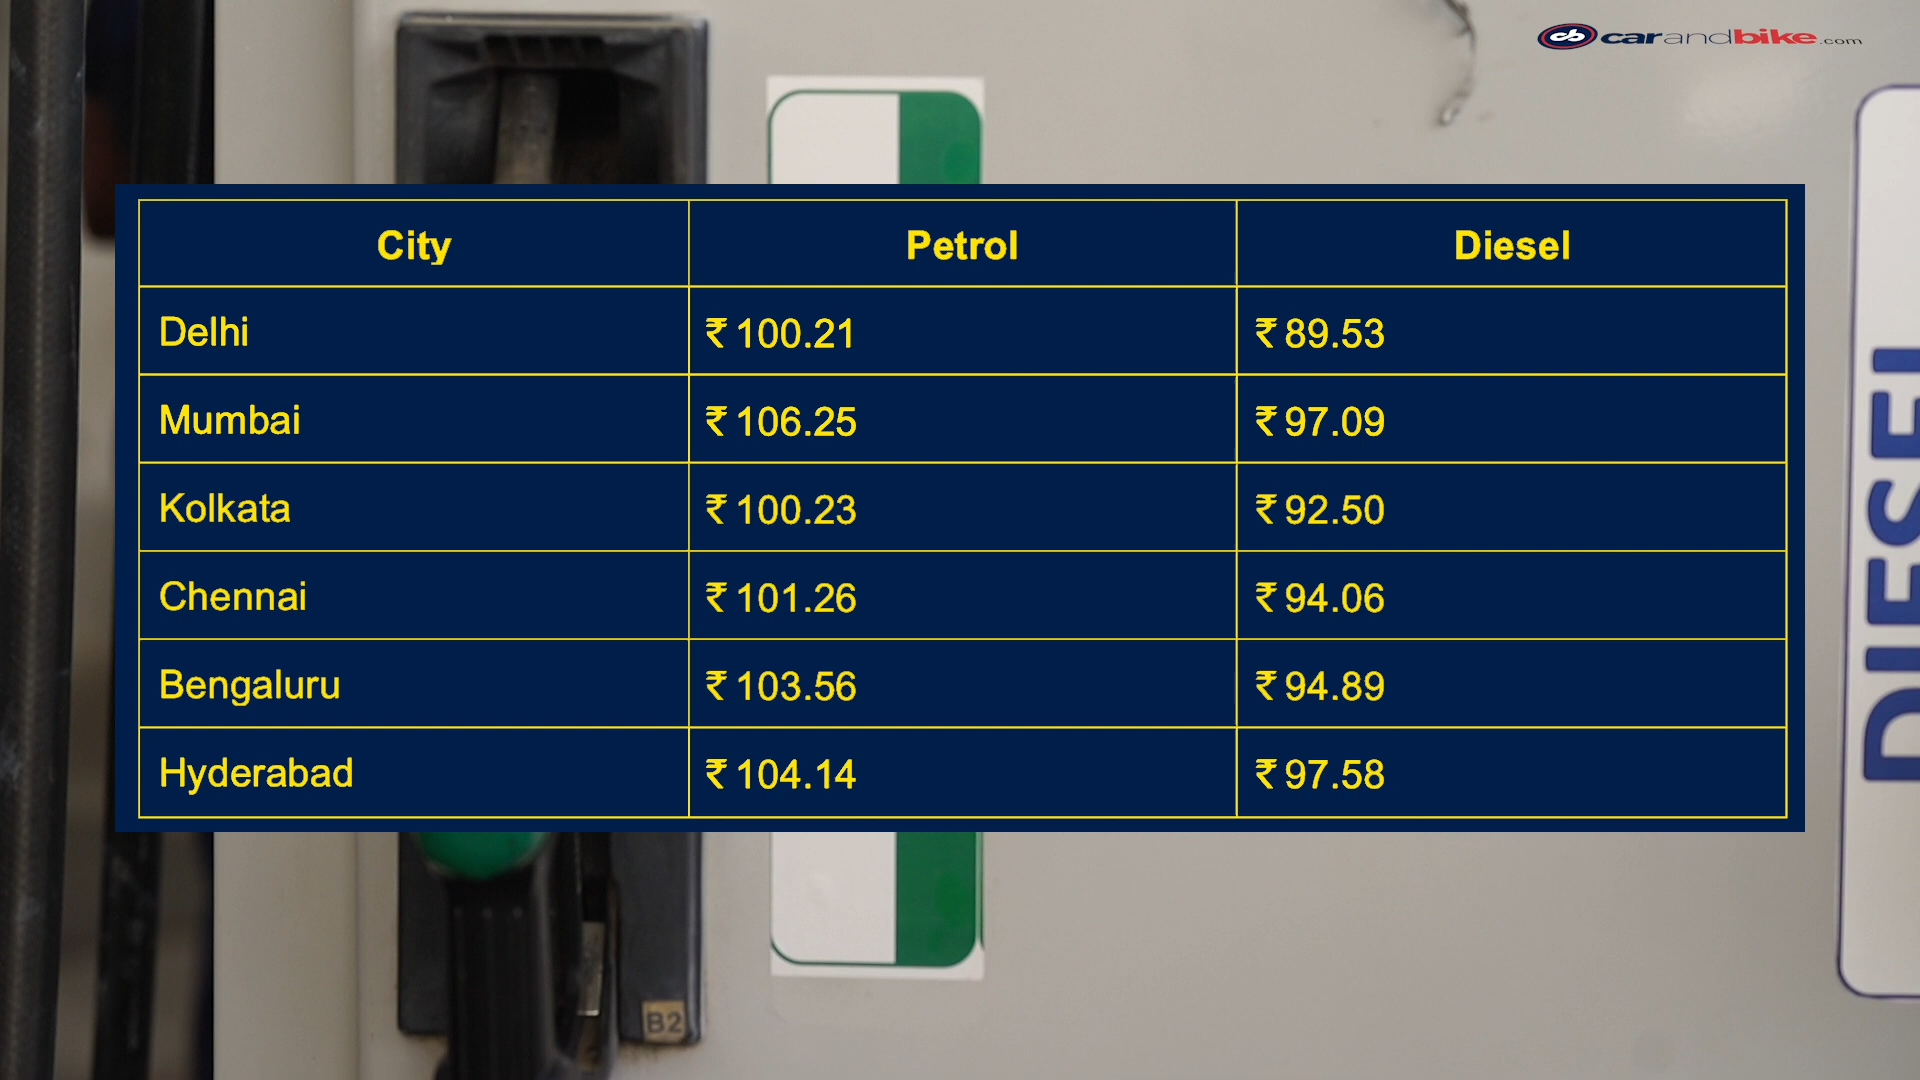 carandbike.com
City Petrol Diesel
Delhi ₹ 100.21 ₹ 89.53
Mumbai ₹ 106.25 ₹ 97.09
Kolkata ₹ 100.23 ₹ 92.50
Chennai ₹ 101.26 ₹ 94.06
Bengaluru ₹ 103.56 ₹ 94.89
Hyderabad ₹ 104.14 ₹ 97.58
DIESEL
B2